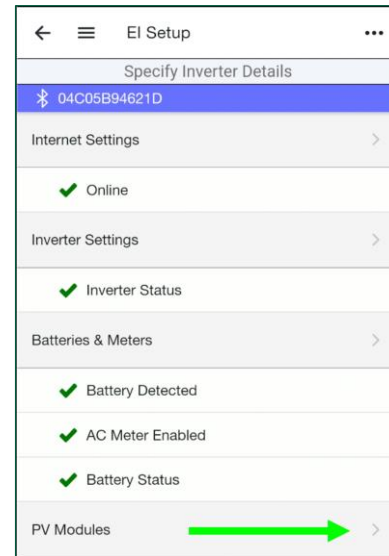 EI Setup
Specify Inverter Details
04C05B94621D
Internet Settings
Online
Inverter Settings
Inverter Status
Batteries & Meters
Battery Detected
AC Meter Enabled
Battery Status
PV Modules